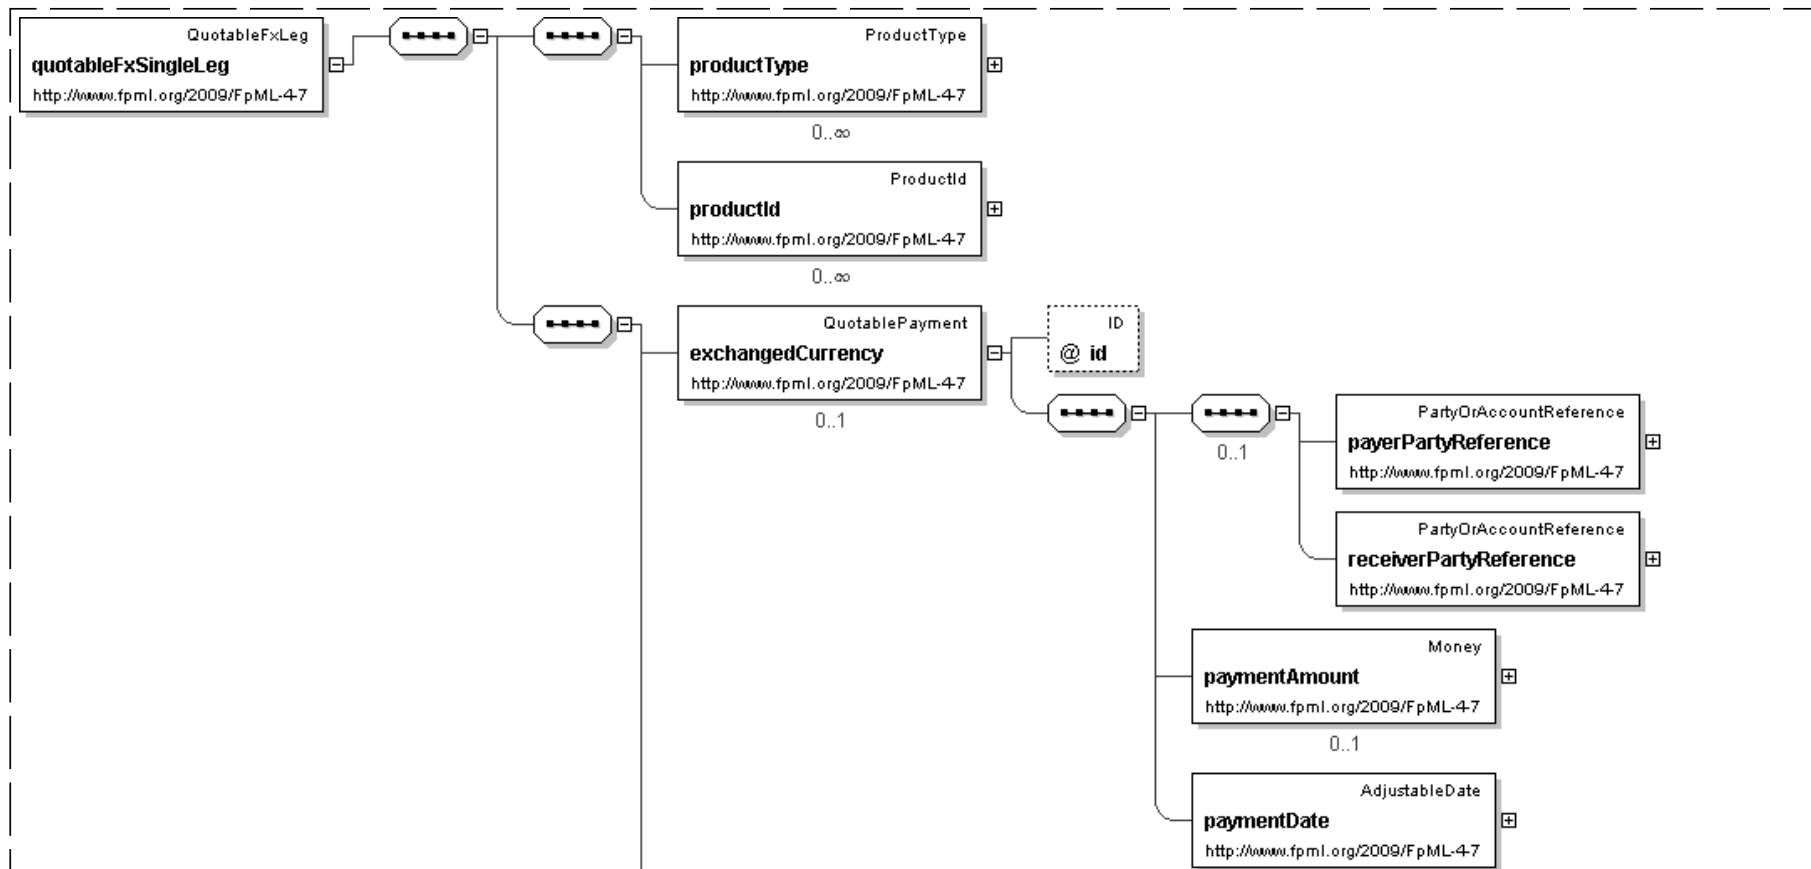 QuotableFxLeg
quotableFxSingleLeg
http://www.fpml.org/2009/FpML-4-7
ProductType
productType
http://www.fpml.org/2009/FpML-4-7
0..∞
ProductId
productId
http://www.fpml.org/2009/FpML-4-7
0..∞
QuotablePayment
exchangedCurrency
http://www.fpml.org/2009/FpML-4-7
0..1
ID
@ id
0..1
PartyOrAccountReference
payerPartyReference
http://www.fpml.org/2009/FpML-4-7
PartyOrAccountReference
receiverPartyReference
http://www.fpml.org/2009/FpML-4-7
Money
paymentAmount
http://www.fpml.org/2009/FpML-4-7
0..1
AdjustableDate
paymentDate
http://www.fpml.org/2009/FpML-4-7